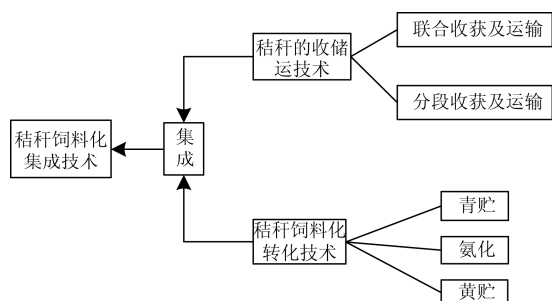 联合收获及运输
秸秆的收储
运技术
分段收获及运输
秸秆饲料化
集成技术
集
成
青贮
秸秆饲料化
转化技术
氨化
黄贮